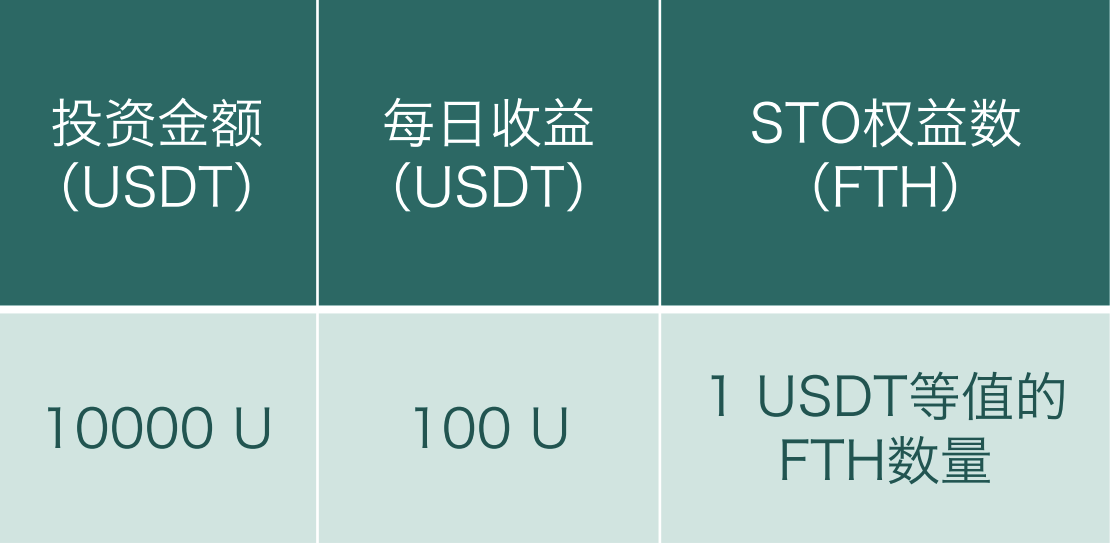 投资金额
（USDT）
每日收益
（USDT）
STO权益数
（FTH）
10000 U
100 U
1 USDT等值的
FTH数量